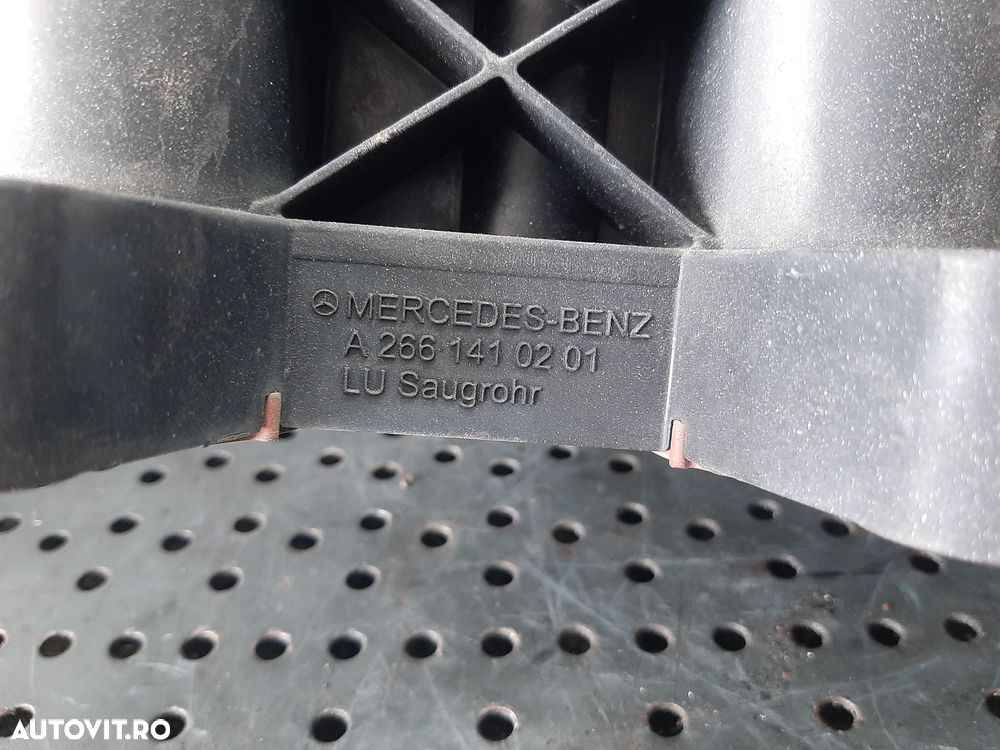 MERCEDES-BENZ
A 266 141 02 01
LU Saugrohr
AUTOVIT.RO